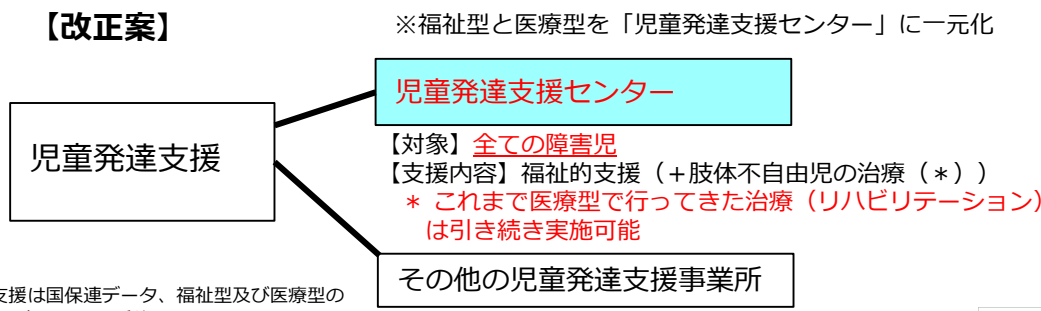 【改正案】
※福祉型と医療型を「児童発達支援センター」に一元化
児童発達支援センター
児童発達支援
【対象】全ての障害児
【支援内容】福祉的支援（＋肢体不自由児の治療（＊））
＊ これまで医療型で行ってきた治療（リハビリテーション）
は引き続き実施可能
その他の児童発達支援事業所
支援は国保連データ、福祉型及び医療型の